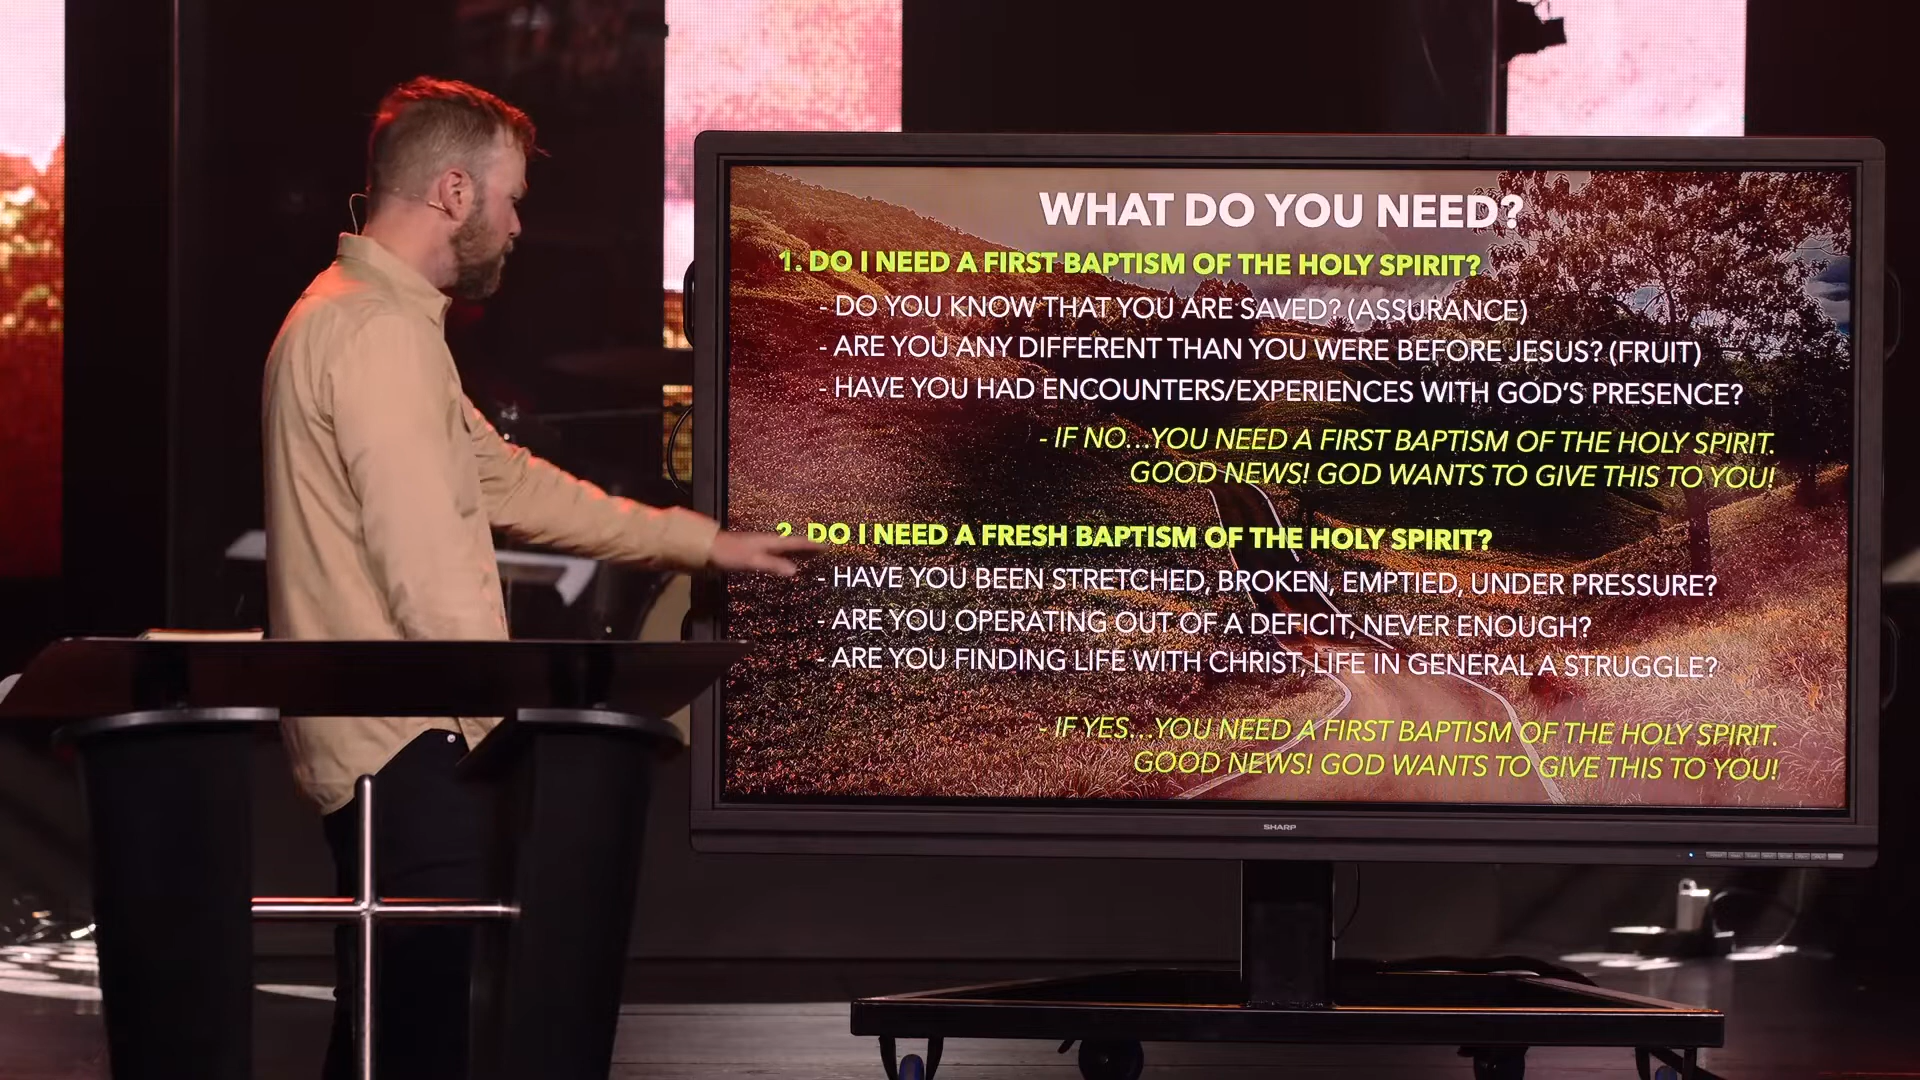 WHAT DO YOU NEED?
1. DO I NEED A FIRST BAPTISM OF THE HOLY SPIRIT?
- DO YOU KNOW THAT YOU ARE SAVED? (ASSURANCE)
- ARE YOU ANY DIFFERENT THAN YOU WERE BEFORE JESUS? (FRUIT)
- HAVE YOU HAD ENCOUNTERS/EXPERIENCES WITH GOD'S PRESENCE?
- IF NO...YOU NEED A FIRST BAPTISM OF THE HOLY SPIRIT.
GOOD NEWS! GOD WANTS TO GIVE THIS TO YOU!
2. DO I NEED A FRESH BAPTISM OF THE HOLY SPIRIT?
- HAVE YOU BEEN STRETCHED, BROKEN, EMPTIED, UNDER PRESSURE?
- ARE YOU OPERATING OUT OF A DEFICIT, NEVER ENOUGH?
- ARE YOU FINDING LIFE WITH CHRIST, LIFE IN GENERAL A STRUGGLE?
- IF YES...YOU NEED A FIRST BAPTISM OF THE HOLY SPIRIT.
GOOD NEWS! GOD WANTS TO GIVE THIS TO YOU!
SHARP